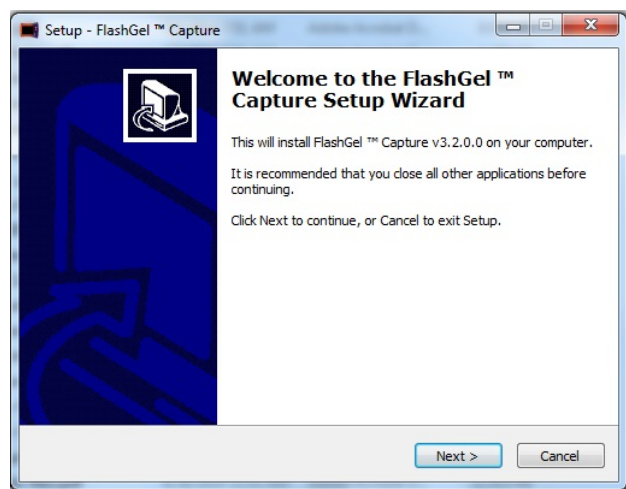 Setup - FlashGel ™ Capture
Welcome to the FlashGel ™
Capture Setup Wizard
This will install FlashGel ™ Capture v3.2.0.0 on your computer.
It is recommended that you close all other applications before
continuing.
Click Next to continue, or Cancel to exit Setup.
Next >
Cancel